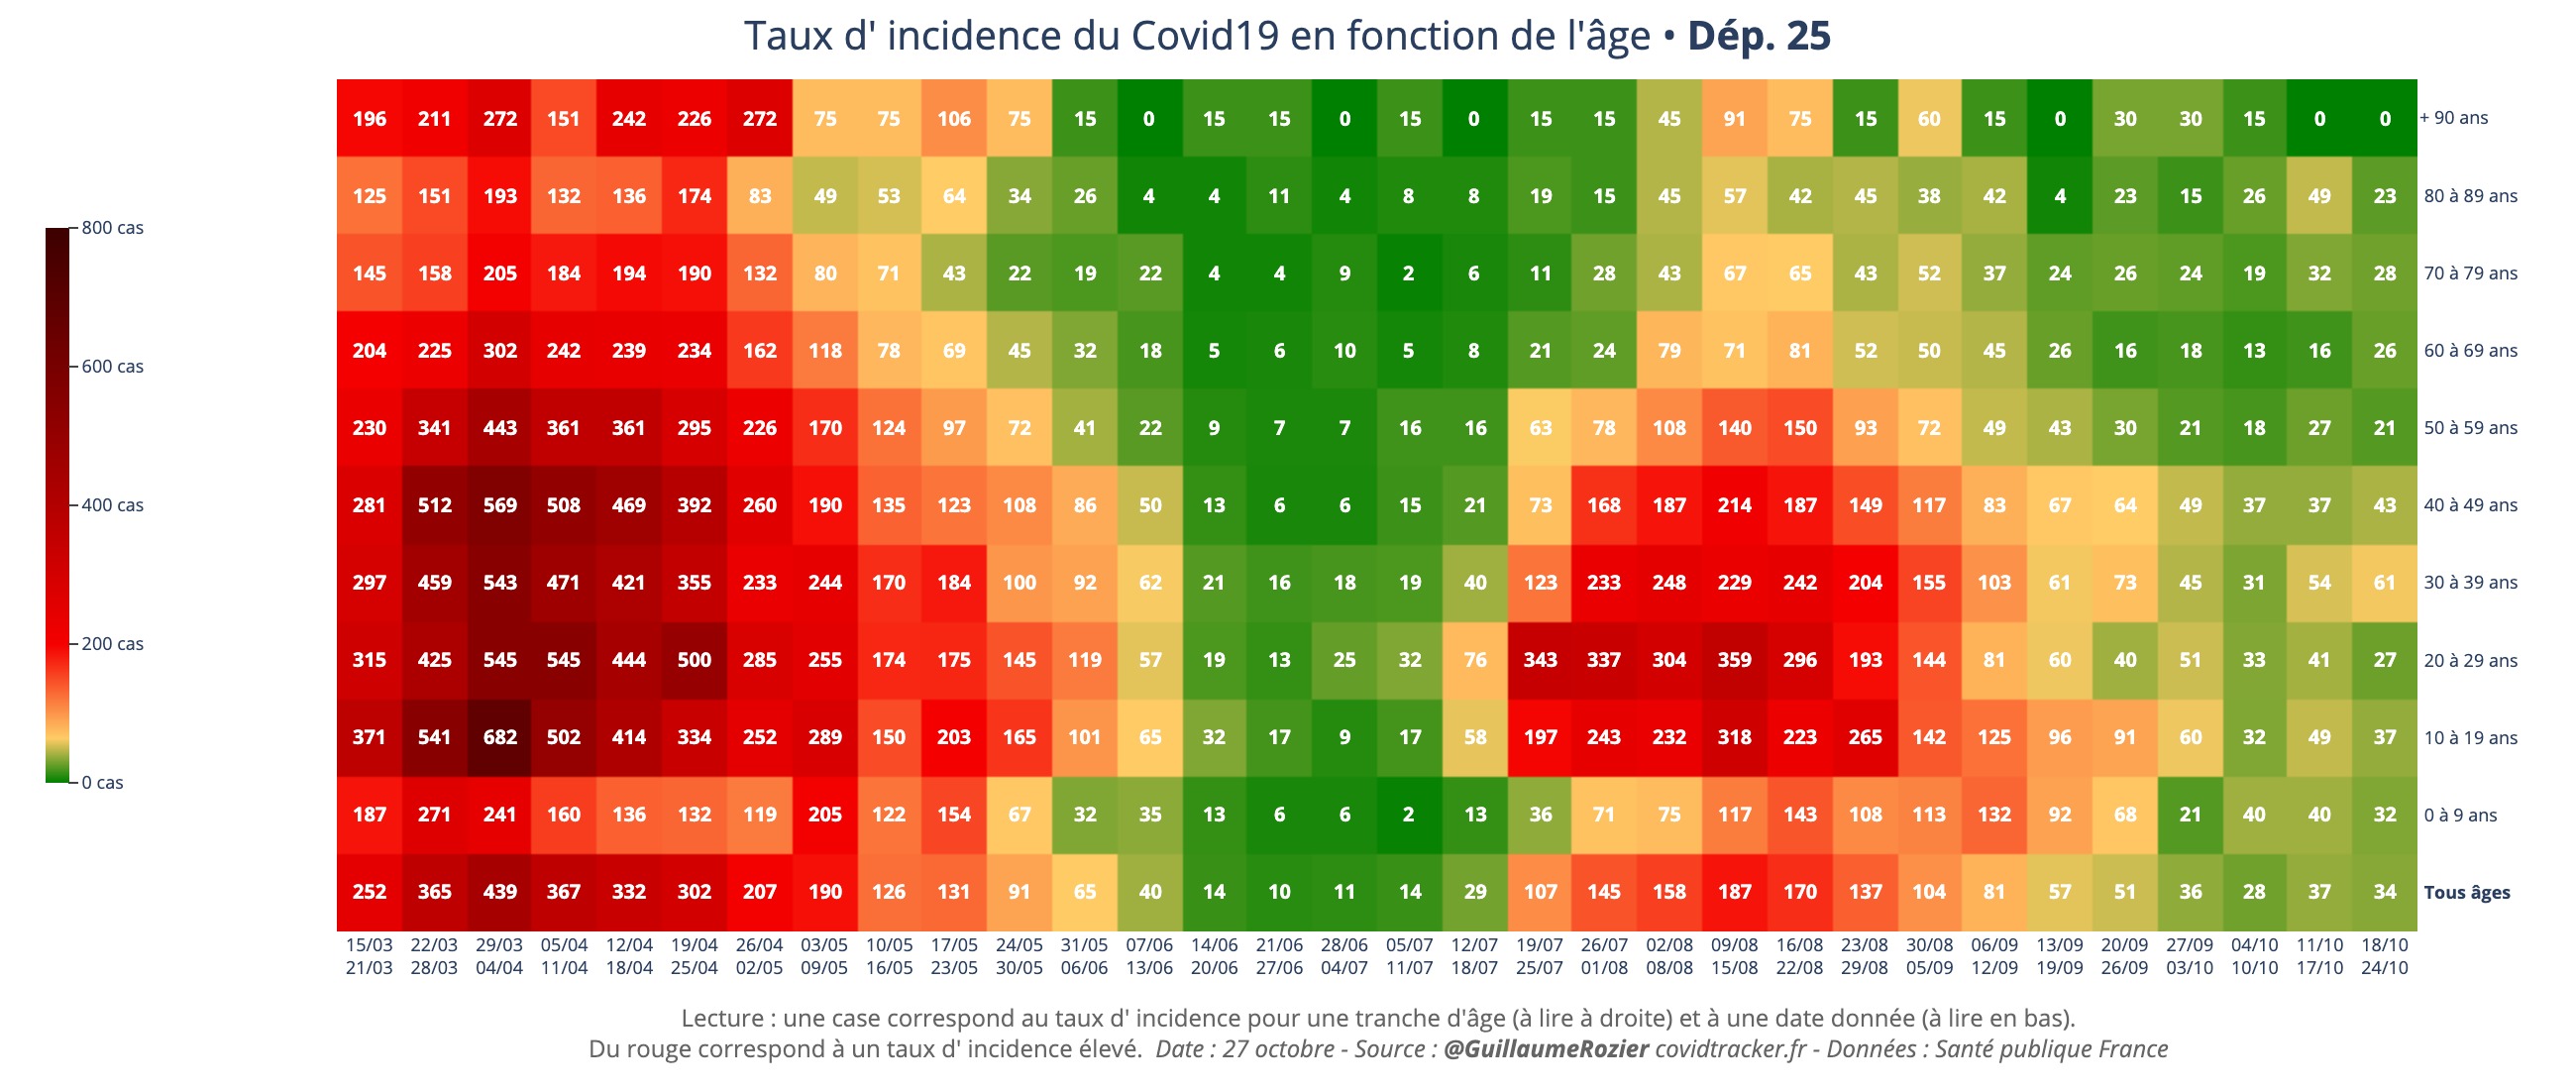 Taux d' incidence du Covid19 en fonction de l'âge • Dép. 25
800 cas
600 cas
400 cas
200 cas
0 cas
196 211 272 151 242 226 272 75 75 106 75 15 0 15 15 0 15 0 15 15 45 91 75 15 60 15 0 30 30 15 0 0 + 90 ans
125 151 193 132 136 174 83 49 53 64 34 26 4 4 11 4 8 8 19 15 45 57 42 45 38 42 4 23 15 26 49 23 80 à 89 ans
145 158 205 184 194 190 132 80 71 43 22 19 22 4 4 9 2 6 11 28 43 67 65 43 52 37 24 26 24 19 32 28 70 à 79 ans
204 225 302 242 239 234 162 118 78 69 45 32 18 5 6 10 5 8 21 24 79 71 81 52 50 45 26 16 18 13 16 26 60 à 69 ans
230 341 443 361 361 295 226 170 124 97 72 41 22 9 7 7 16 16 63 78 108 140 150 93 72 49 43 30 21 18 27 21 50 à 59 ans
281 512 569 508 469 392 260 190 135 123 108 86 50 13 6 6 15 21 73 168 187 214 187 149 117 83 67 64 49 37 37 43 40 à 49 ans
297 459 543 471 421 355 233 244 170 184 100 92 62 21 16 18 19 40 123 233 248 229 242 204 155 103 61 73 45 31 54 61 30 à 39 ans
315 425 545 545 444 500 285 255 174 175 145 119 57 19 13 25 32 76 343 337 304 359 296 193 144 81 60 40 51 33 41 27 20 à 29 ans
371 541 682 502 414 334 252 289 150 203 165 101 65 32 17 9 17 58 197 243 232 318 223 265 142 125 96 91 60 32 49 37 10 à 19 ans
187 271 241 160 136 132 119 205 122 154 67 32 35 13 6 6 2 13 36 71 75 117 143 108 113 132 92 68 21 40 40 32 0 à 9 ans
252 365 439 367 332 302 207 190 126 131 91 65 40 14 10 11 14 29 107 145 158 187 170 137 104 81 57 51 36 28 37 34 Tous âges
15/03 22/03 29/03 05/04 12/04 19/04 26/04 03/05 10/05 17/05 24/05 31/05 07/06 14/06 21/06 28/06 05/07 12/07 19/07 26/07 02/08 09/08 16/08 23/08 30/08 06/09 13/09 20/09 27/09 04/10 11/10 18/10
21/03 28/03 04/04 11/04 18/04 25/04 02/05 09/05 16/05 23/05 30/05 06/06 13/06 20/06 27/06 04/07 11/07 18/07 25/07 01/08 08/08 15/08 22/08 29/08 05/09 12/09 19/09 26/09 03/10 10/10 17/10 24/10
Lecture : une case correspond au taux d' incidence pour une tranche d'âge (à lire à droite) et à une date donnée (à lire en bas).
Du rouge correspond à un taux d' incidence élevé. Date : 27 octobre - Source : @GuillaumeRozier covidtracker.fr - Données : Santé publique France